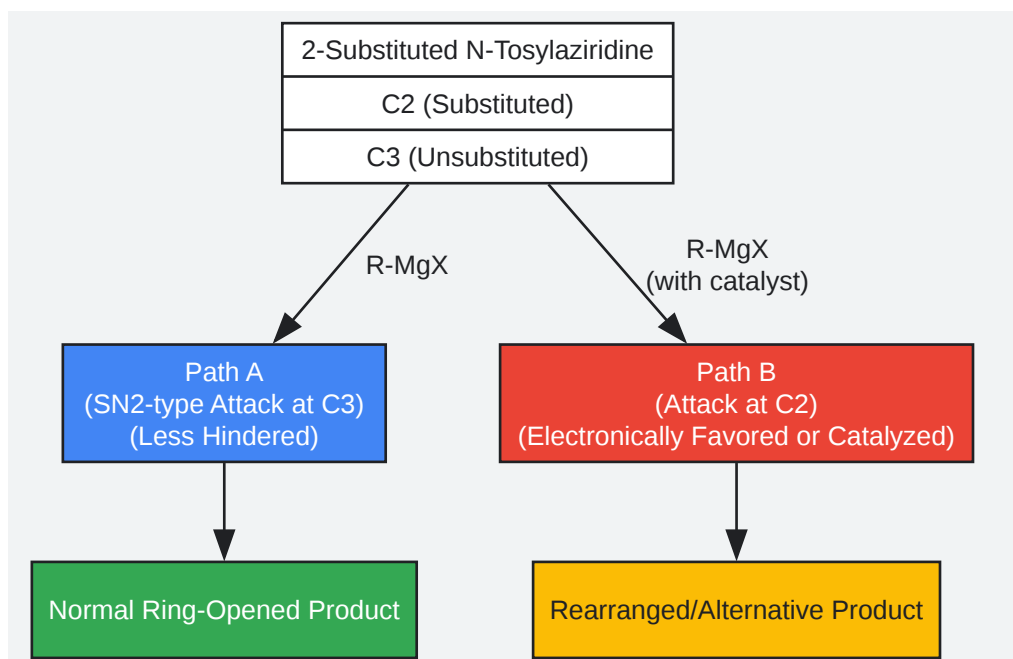 2-Substituted N-Tosylaziridine
C2 (Substituted)
C3 (Unsubstituted)
R-MgX
R-MgX
(with catalyst)
Path A
(SN2-type Attack at C3)
(Less Hindered)
Path B
(Attack at C2)
(Electronically Favored or Catalyzed)
Normal Ring-Opened Product
Rearranged/Alternative Product